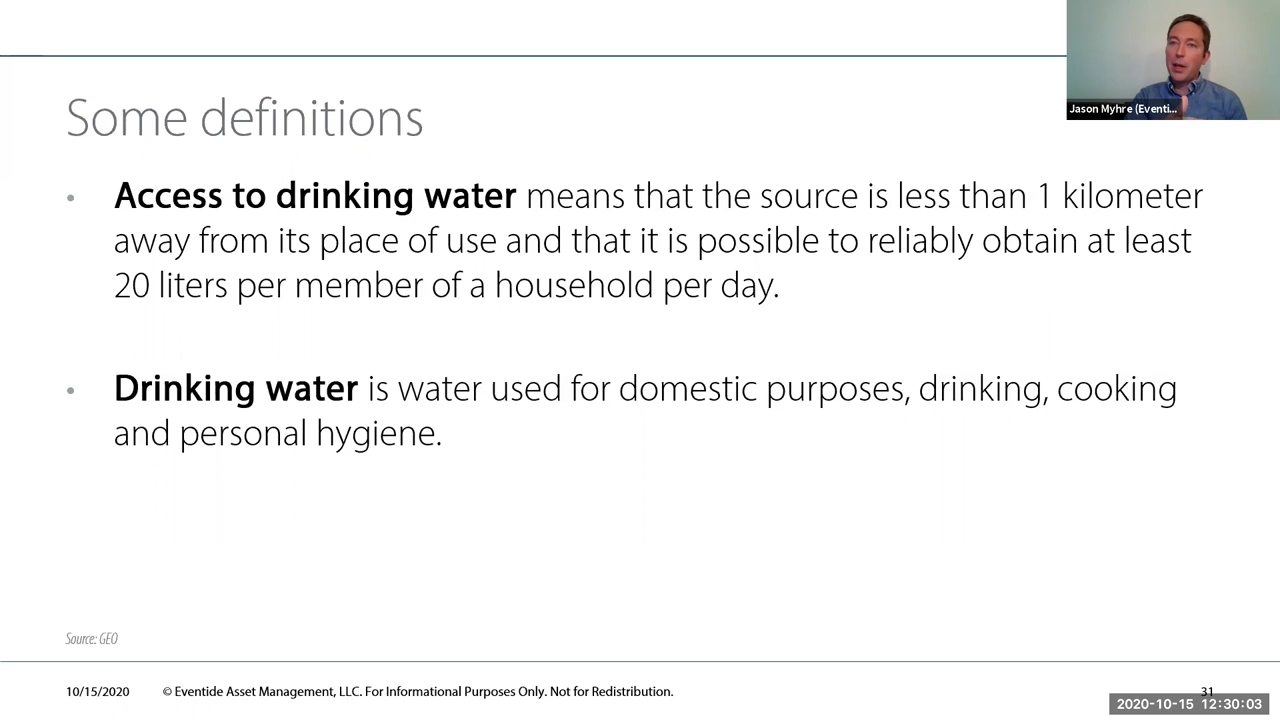 Jason Myhre (Eventi...
Some definitions
• Access to drinking water means that the source is less than 1 kilometer
away from its place of use and that it is possible to reliably obtain at least
20 liters per member of a household per day.
• Drinking water is water used for domestic purposes, drinking, cooking
and personal hygiene.
Source: GEO
10/15/2020 © Eventide Asset Management, LLC. For Informational Purposes Only. Not for Redistribution. 31
2020-10-15 12:30:03